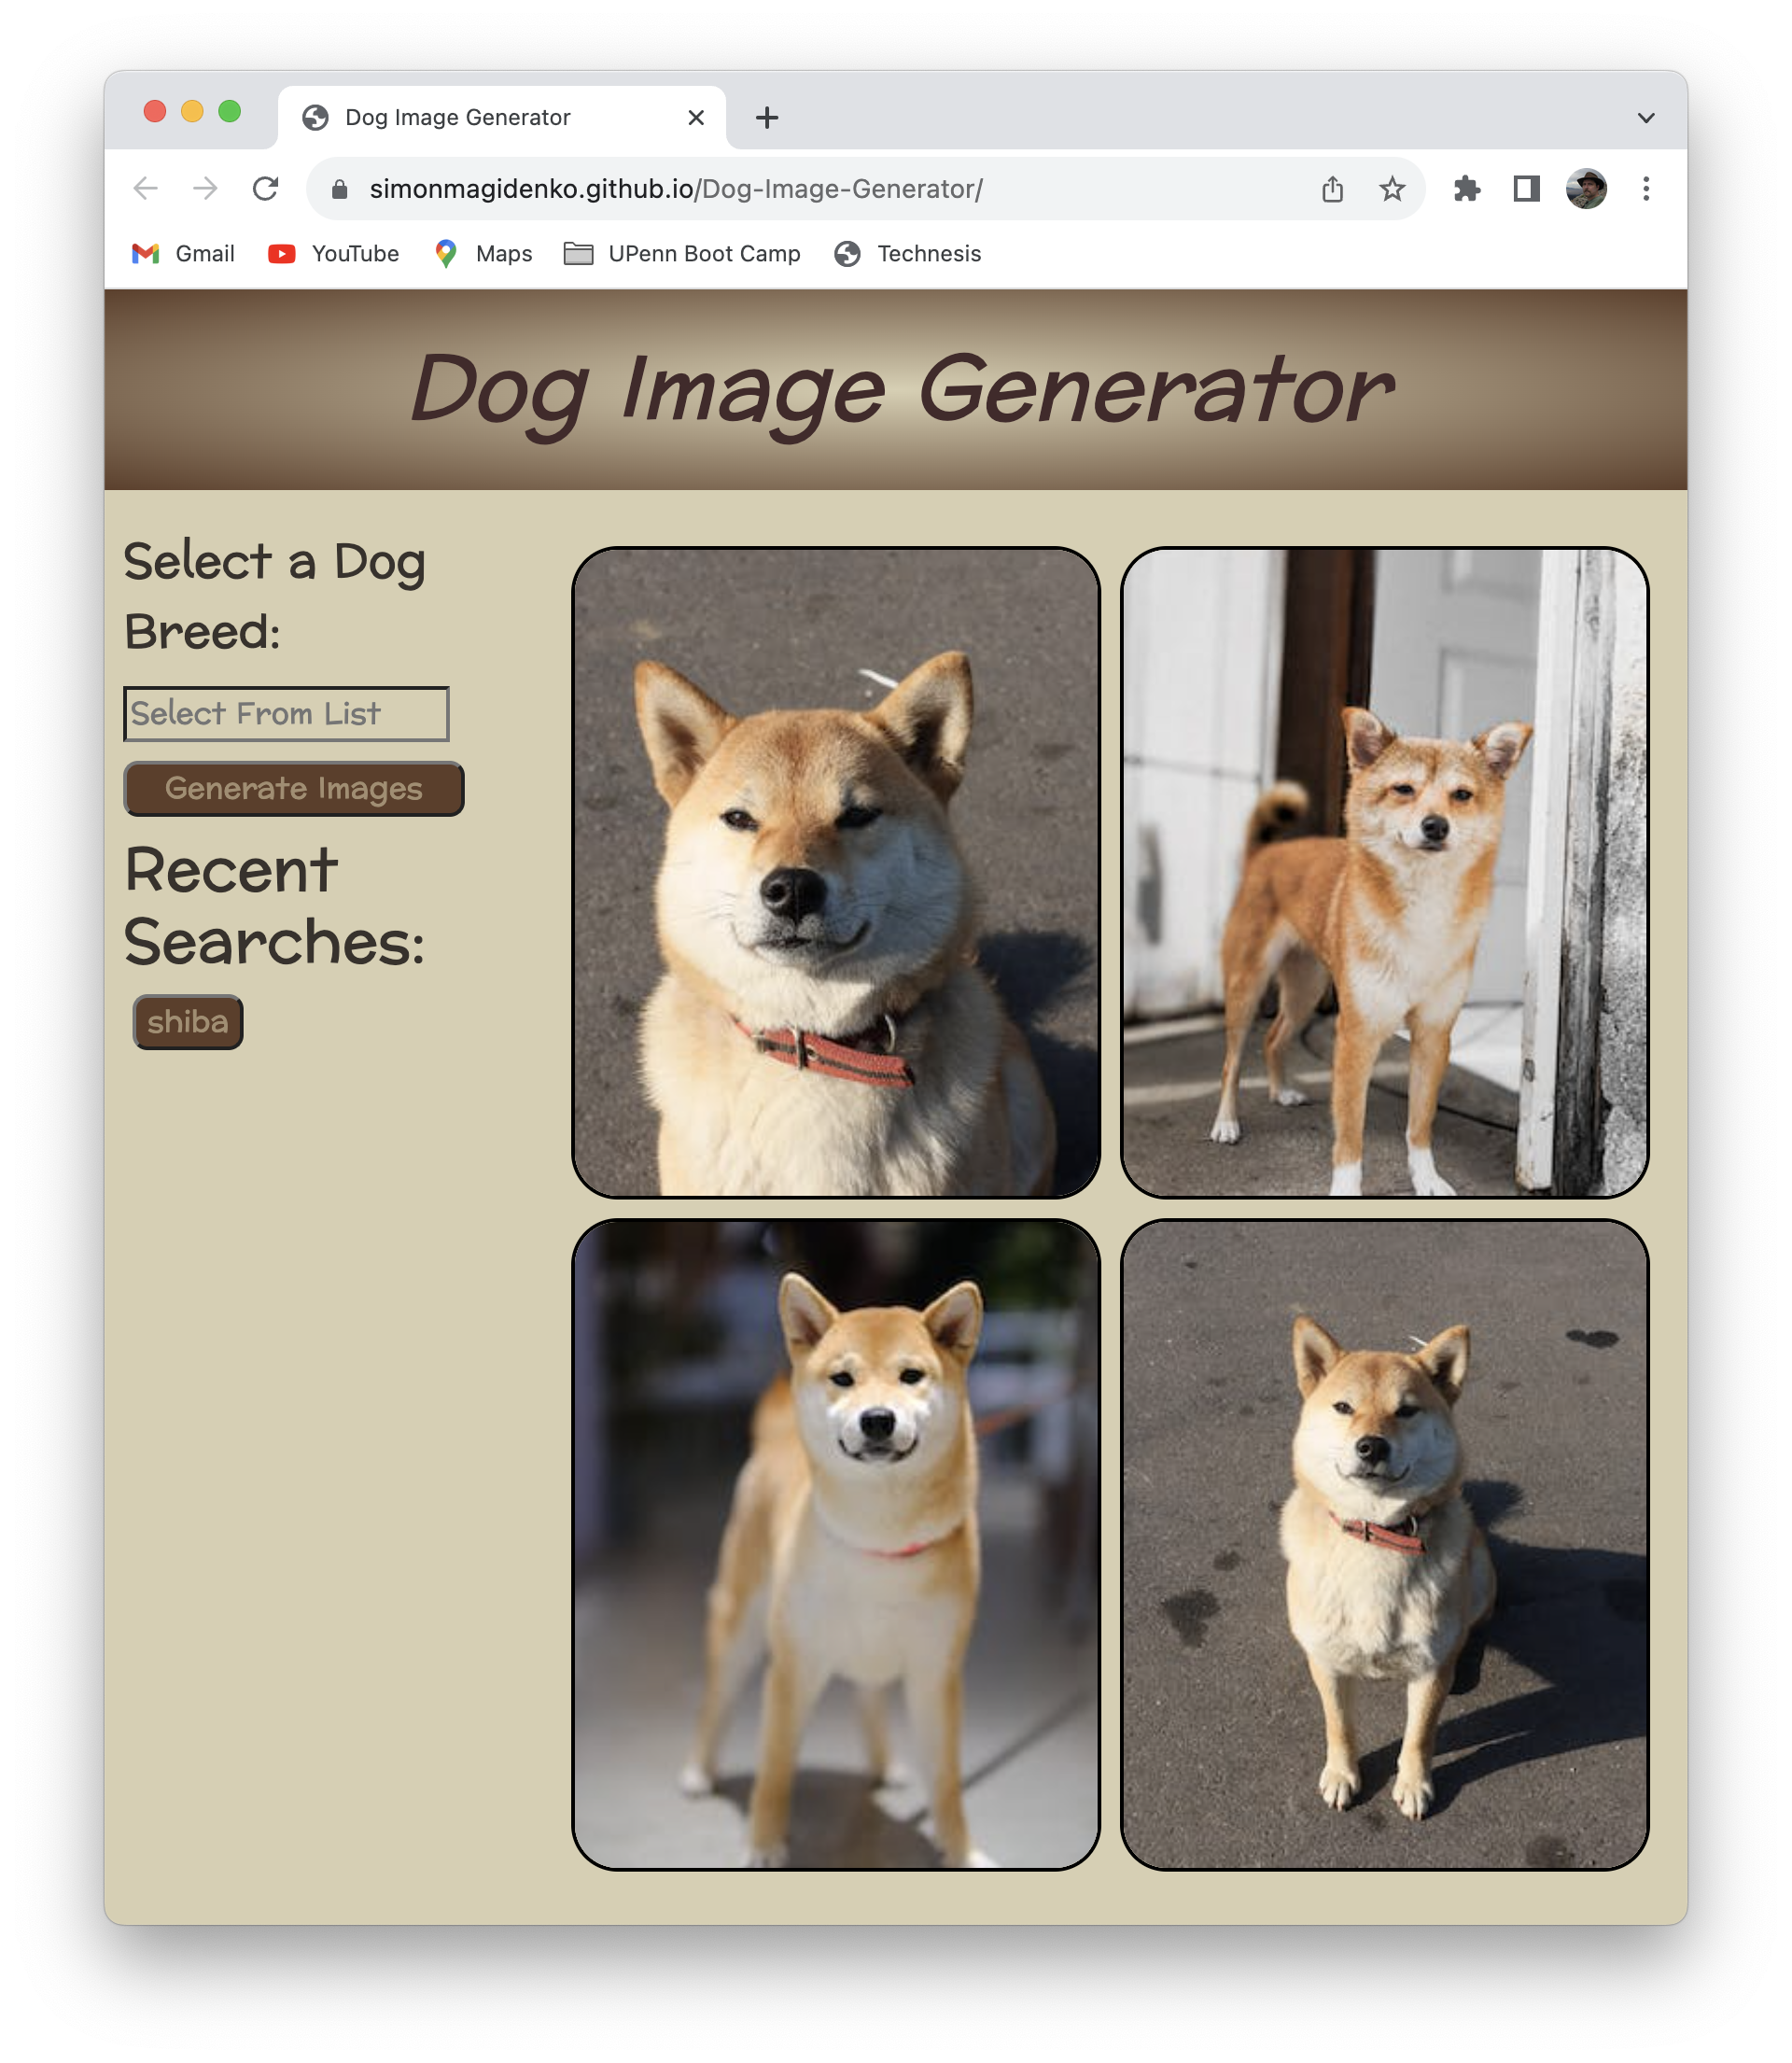 Dog Image Generator
simonmagidenko.github.io/Dog-Image-Generator/
Gmail
YouTube
Maps
UPenn Boot Camp
Technesis
Dog Image Generator
Select a Dog
Breed:
Select From List
Generate Images
Recent
Searches:
shiba